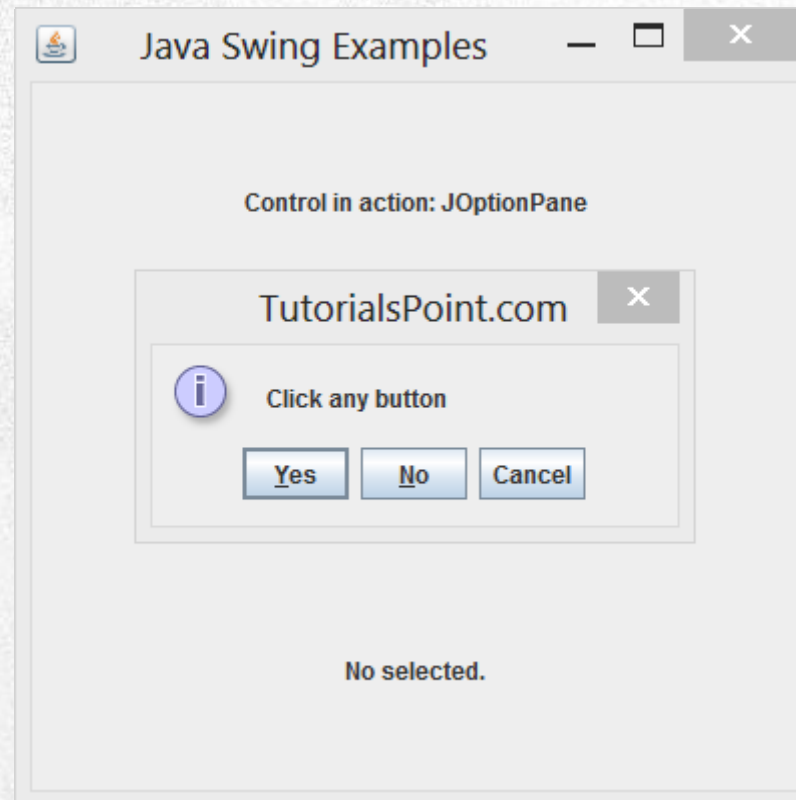 Java Swing Examples
Control in action: JOptionPane
TutorialsPoint.com
Click any button
Yes No Cancel
No selected.